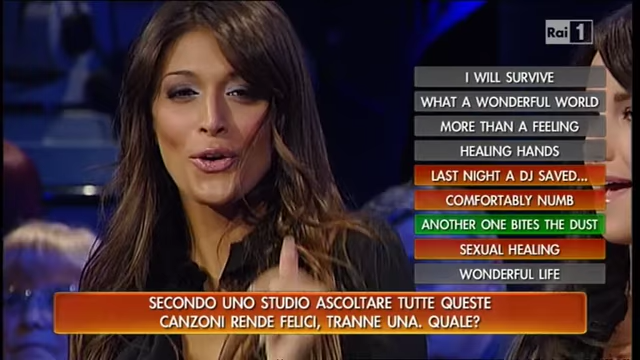 Rai 1
I WILL SURVIVE
WHAT A WONDERFUL WORLD
MORE THAN A FEELING
HEALING HANDS
LAST NIGHT A DJ SAVED...
COMFORTABLY NUMB
ANOTHER ONE BITES THE DUST
SEXUAL HEALING
WONDERFUL LIFE
SECONDO UNO STUDIO ASCOLTARE TUTTE QUESTE
CANZONI RENDE FELICI, TRANNE UNA. QUALE?